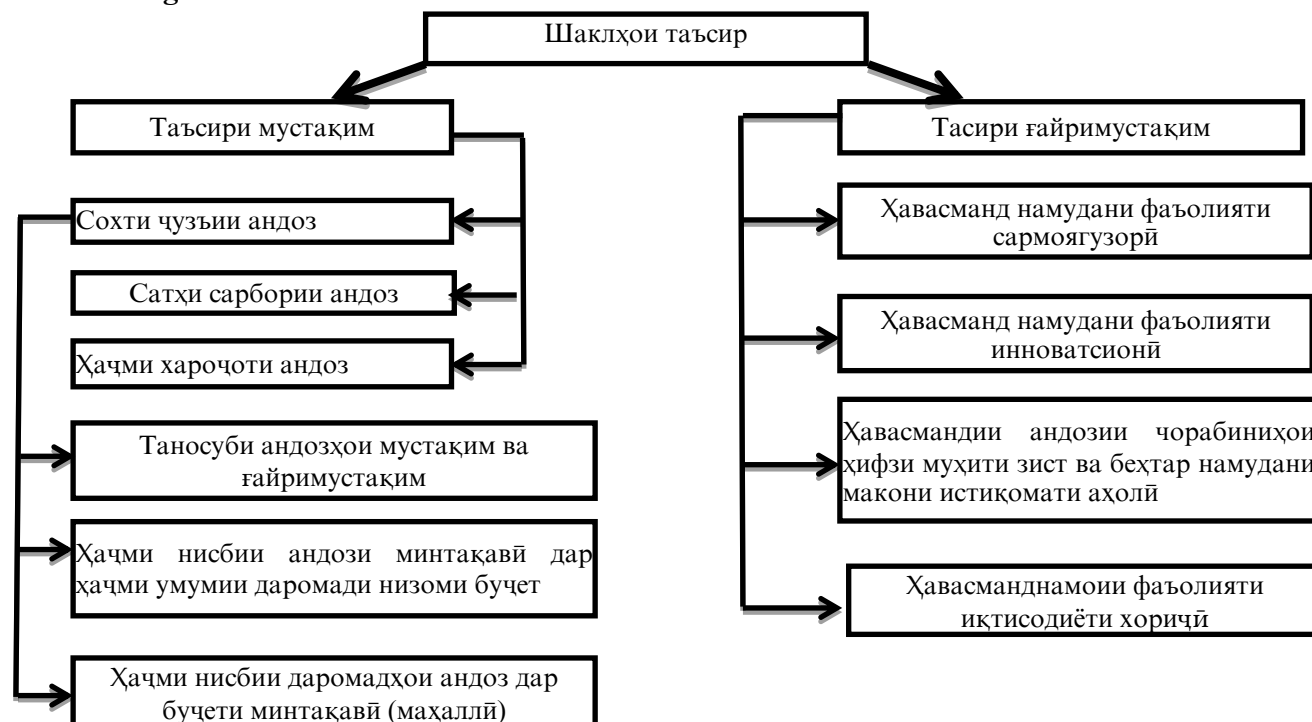 Шаклҳои таъсир
Таъсири мустақим
Сохти ҷузъии андоз
Сатҳи сарбории андоз
Ҳаҷми хароҷоти андоз
Таносуби андозҳои мустақим ва
ғайримустақим
Ҳаҷми нисбии андози минтақавӣ дар
ҳаҷми умумии даромади низоми буҷет
Ҳаҷми нисбии даромадҳои андоз дар
буҷети минтақавӣ (маҳаллӣ)
Тасири ғайримустақим
Ҳавасманд намудани фаъолияти
сармоягузорӣ
Ҳавасманд намудани фаъолияти
инноватсионӣ
Ҳавасмандии андозии чорабиниҳои
ҳифзи муҳити зист ва беҳтар намудани
макони истиқомати аҳолӣ
Ҳавасманднамоии фаъолияти
иқтисодиёти хориҷӣ